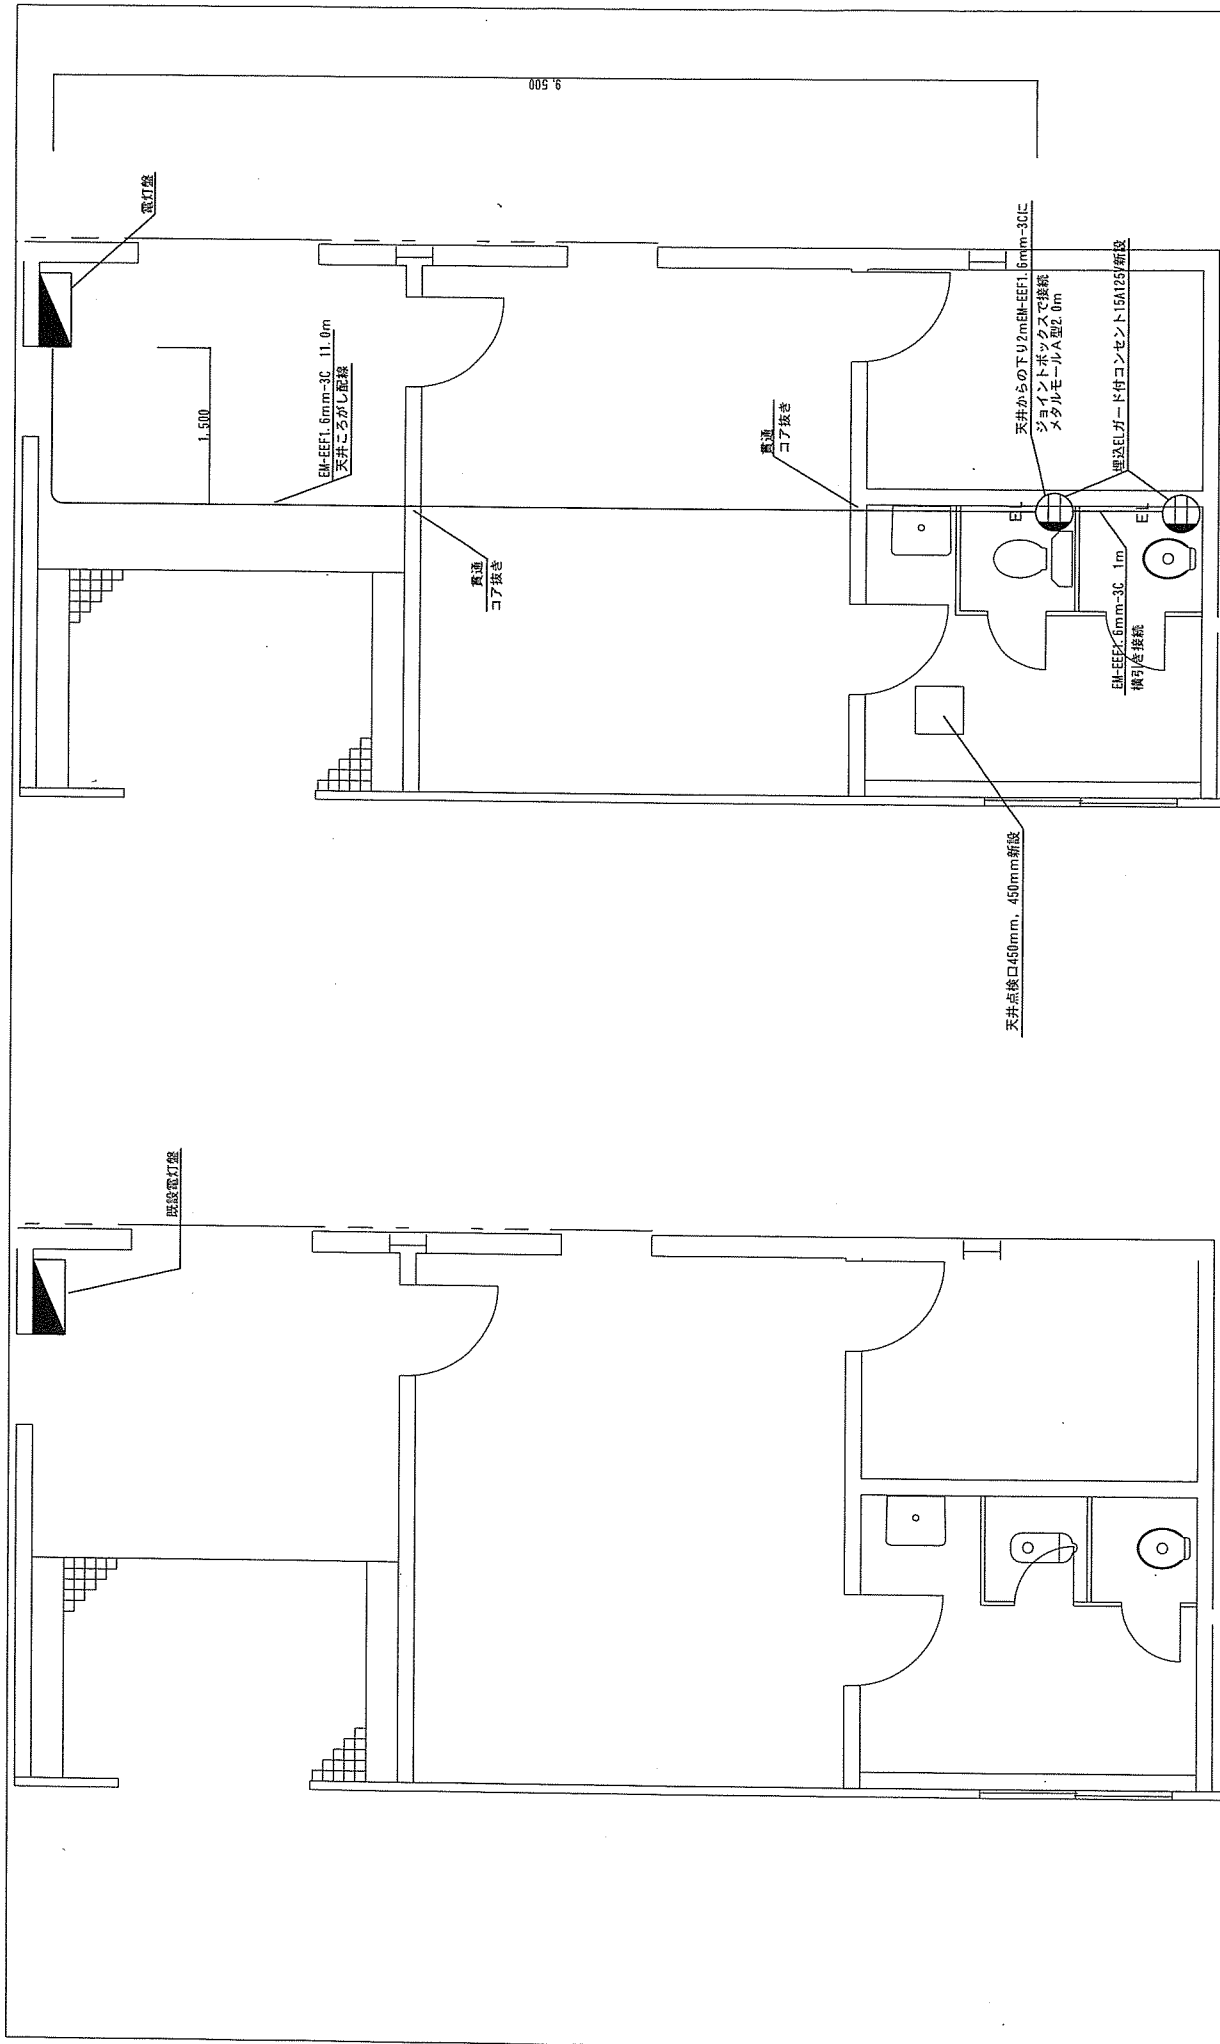 既設電灯盤
電灯盤
9,500
1,500
EM-EEF1.6mm-3C 11.0m
天井ころがし配線
貫通
コア抜き
貫通
コア抜き
天井からの下り2mEM-EEF1.6mm-3Cに
ジョイントボックスで接続
メタルモールA型2.0m
埋込ELガード付コンセント15A125V新設
EL
EL
EM-EEF1.6mm-3C 1m
横引き接続
天井点検口450mm, 450mm新設